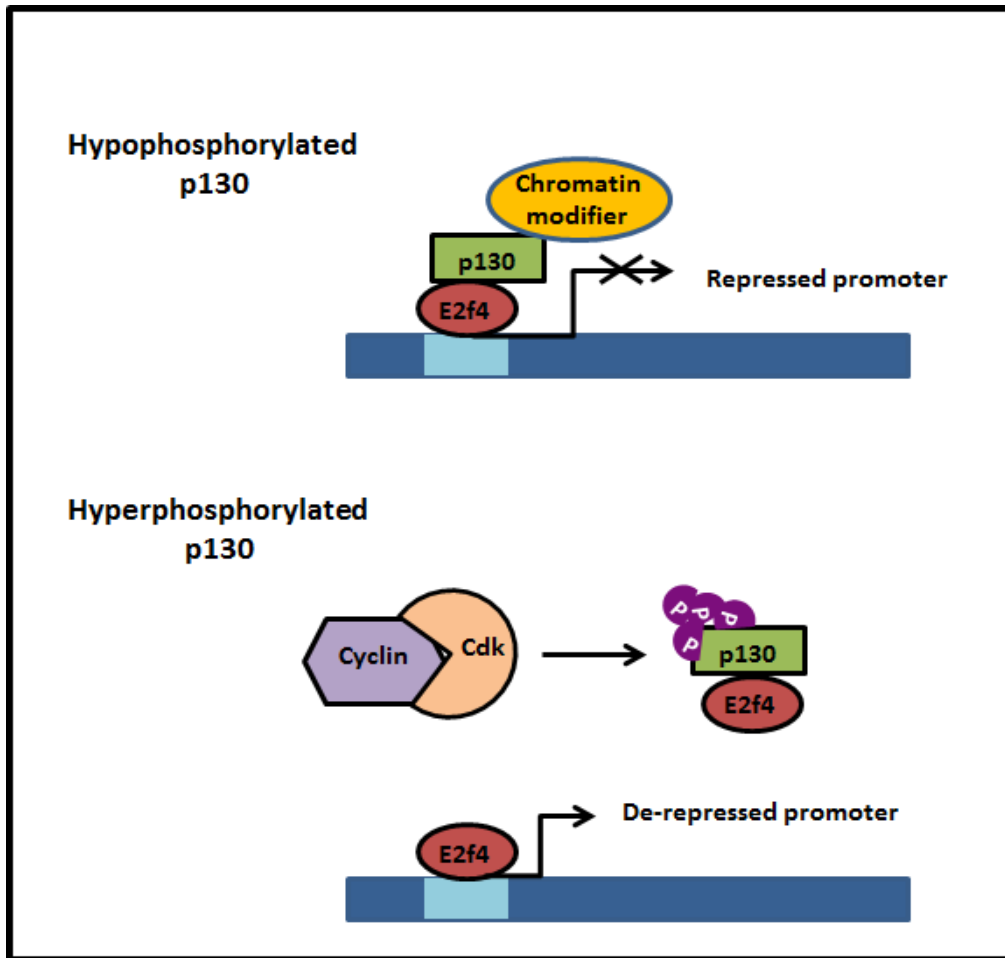 Hypophosphorylated
p130
Chromatin
modifier
p130
E2f4
Repressed promoter
Hyperphosphorylated
p130
Cyclin
Cdk
P
P
P
P
p130
E2f4
De-repressed promoter
E2f4